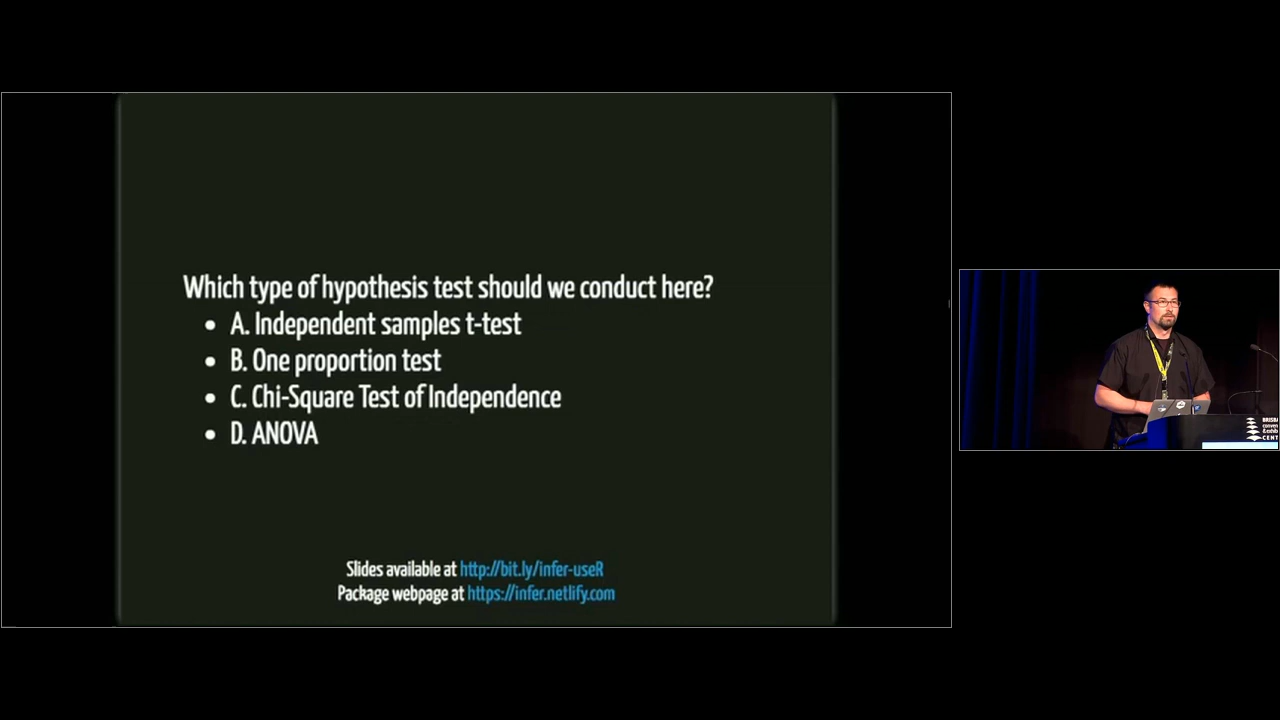 Which type of hypothesis test should we conduct here?
• A. Independent samples t-test
• B. One proportion test
• C. Chi-Square Test of Independence
• D. ANOVA
Slides available at http://bit.ly/infer-useR
Package webpage at https://infer.netlify.com